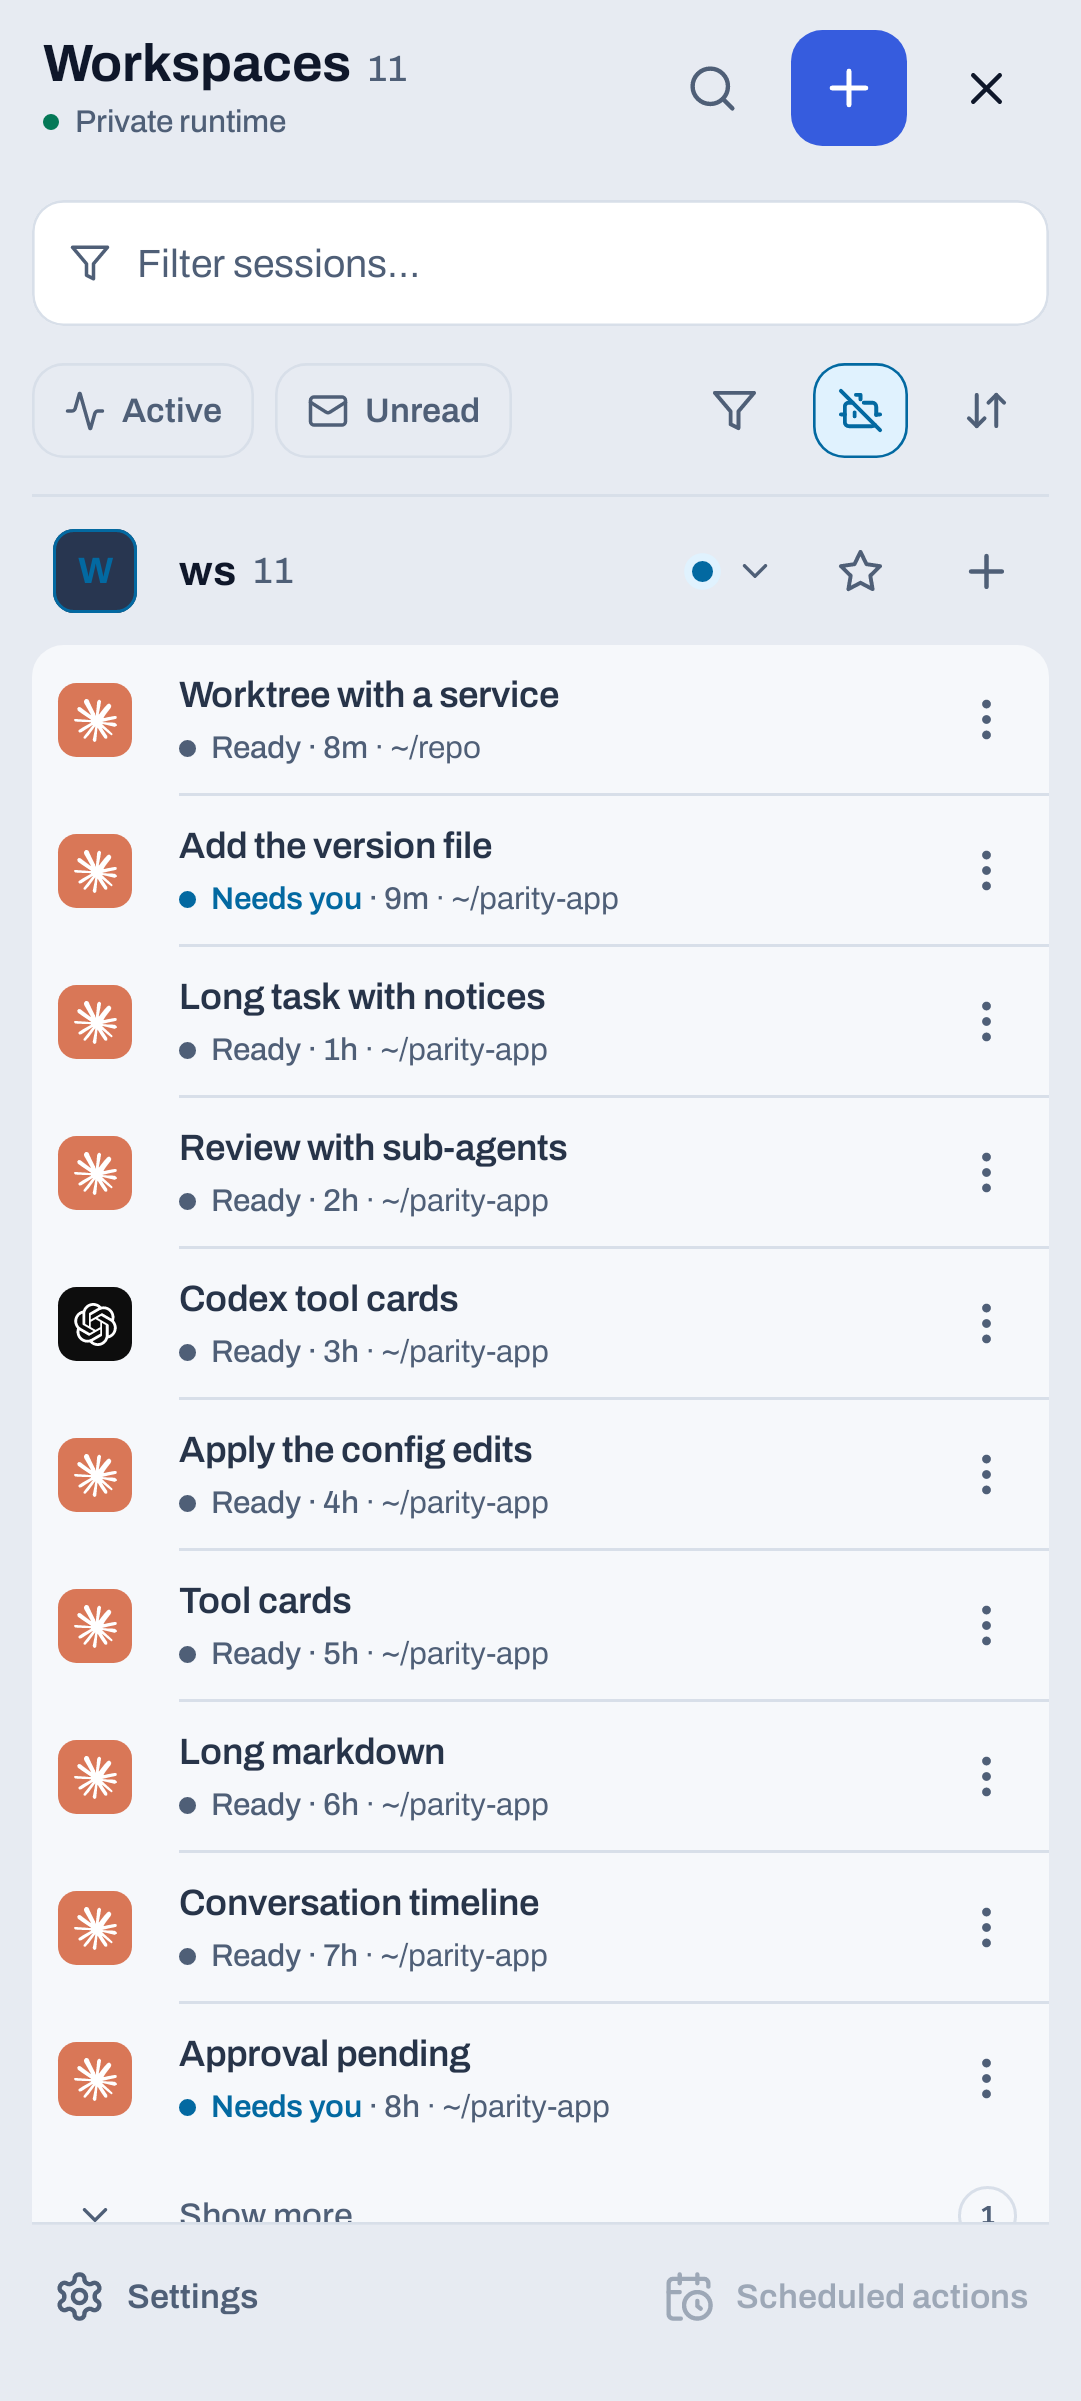 Workspaces 11
Private runtime
Filter sessions...
Active
Unread
W
ws 11
Worktree with a service
Ready · 8m · ~/repo
Add the version file
Needs you · 9m · ~/parity-app
Long task with notices
Ready · 1h · ~/parity-app
Review with sub-agents
Ready · 2h · ~/parity-app
Codex tool cards
Ready · 3h · ~/parity-app
Apply the config edits
Ready · 4h · ~/parity-app
Tool cards
Ready · 5h · ~/parity-app
Long markdown
Ready · 6h · ~/parity-app
Conversation timeline
Ready · 7h · ~/parity-app
Approval pending
Needs you · 8h · ~/parity-app
Show more 1
Settings
Scheduled actions